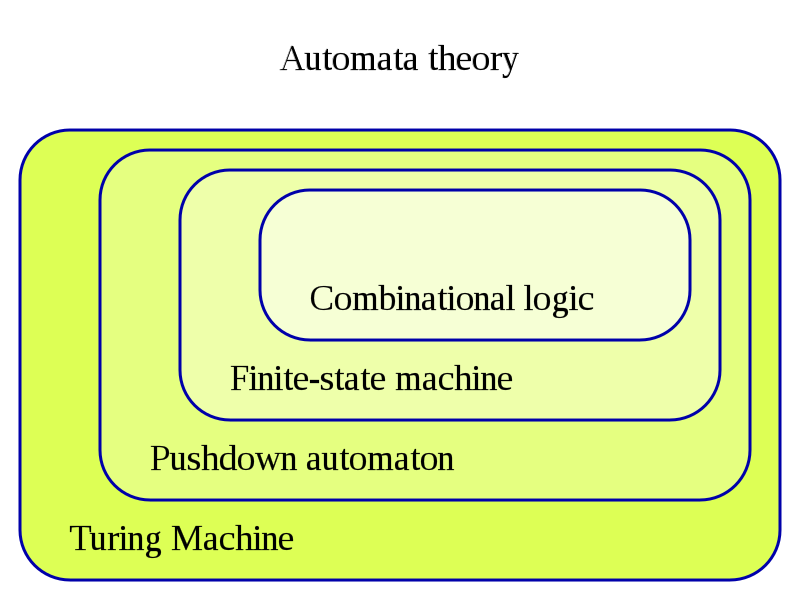 Automata theory
Combinational logic
Finite-state machine
Pushdown automaton
Turing Machine